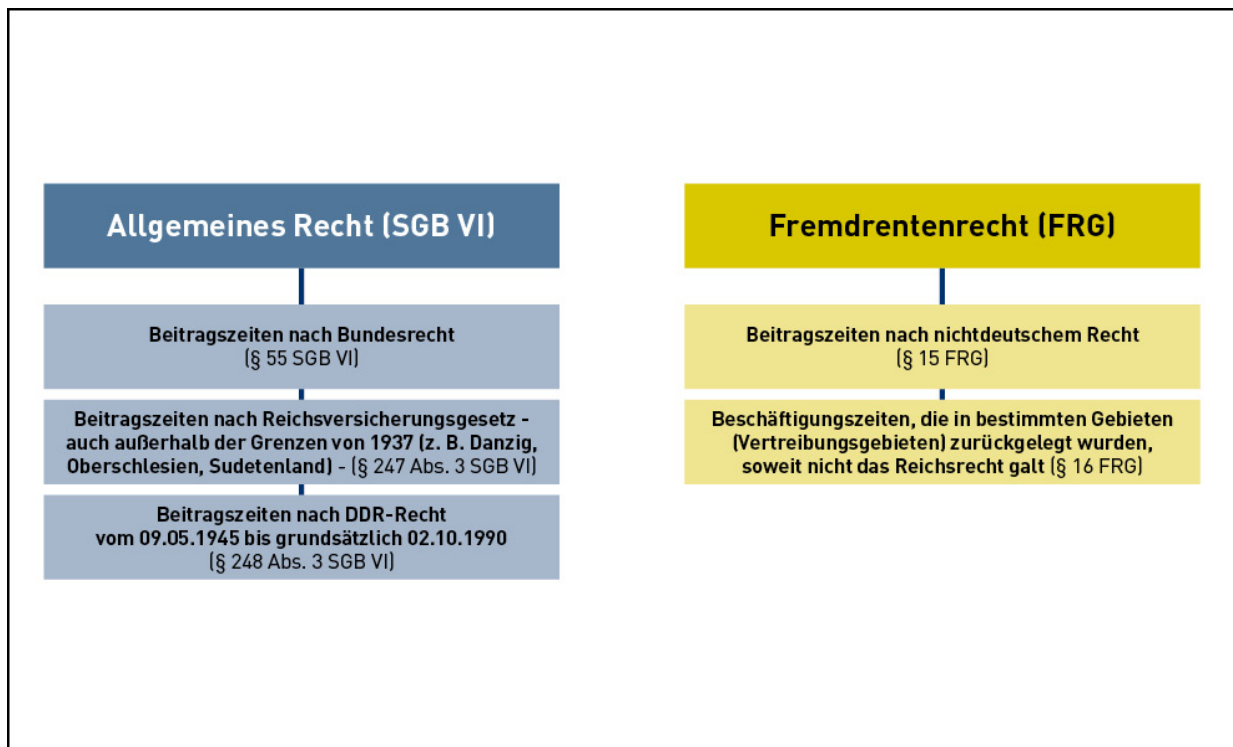 Allgemeines Recht (SGB VI)
Beitragszeiten nach Bundesrecht
(§ 55 SGB VI)
Beitragszeiten nach Reichsversicherungsgesetz -
auch außerhalb der Grenzen von 1937 (z. B. Danzig,
Oberschlesien, Sudetenland) - (§ 247 Abs. 3 SGB VI)
Beitragszeiten nach DDR-Recht
vom 09.05.1945 bis grundsätzlich 02.10.1990
(§ 248 Abs. 3 SGB VI)
Fremdrentenrecht (FRG)
Beitragszeiten nach nichtdeutschem Recht
(§ 15 FRG)
Beschäftigungszeiten, die in bestimmten Gebieten
(Vertreibungsgebieten) zurückgelegt wurden,
soweit nicht das Reichsrecht galt (§ 16 FRG)